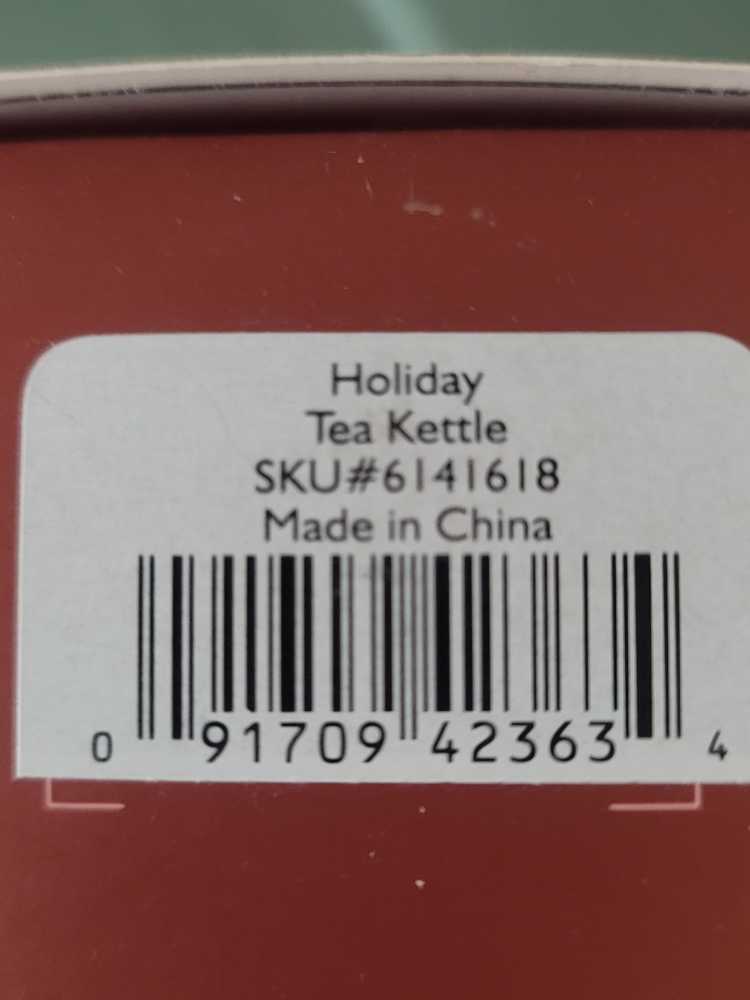 Holiday
Tea Kettle
SKU#6141618
Made in China
0 91709 42363 4